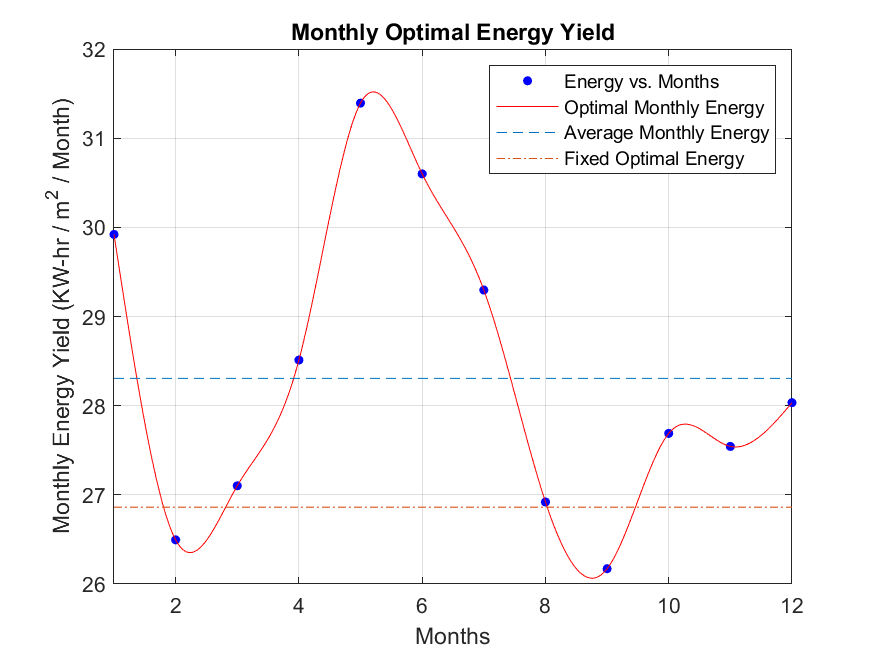 Monthly Optimal Energy Yield
Monthly Energy Yield (KW-hr / m² / Month)
32
31
30
29
28
27
26
Energy vs. Months
Optimal Monthly Energy
Average Monthly Energy
Fixed Optimal Energy
2 4 6 8 10 12
Months